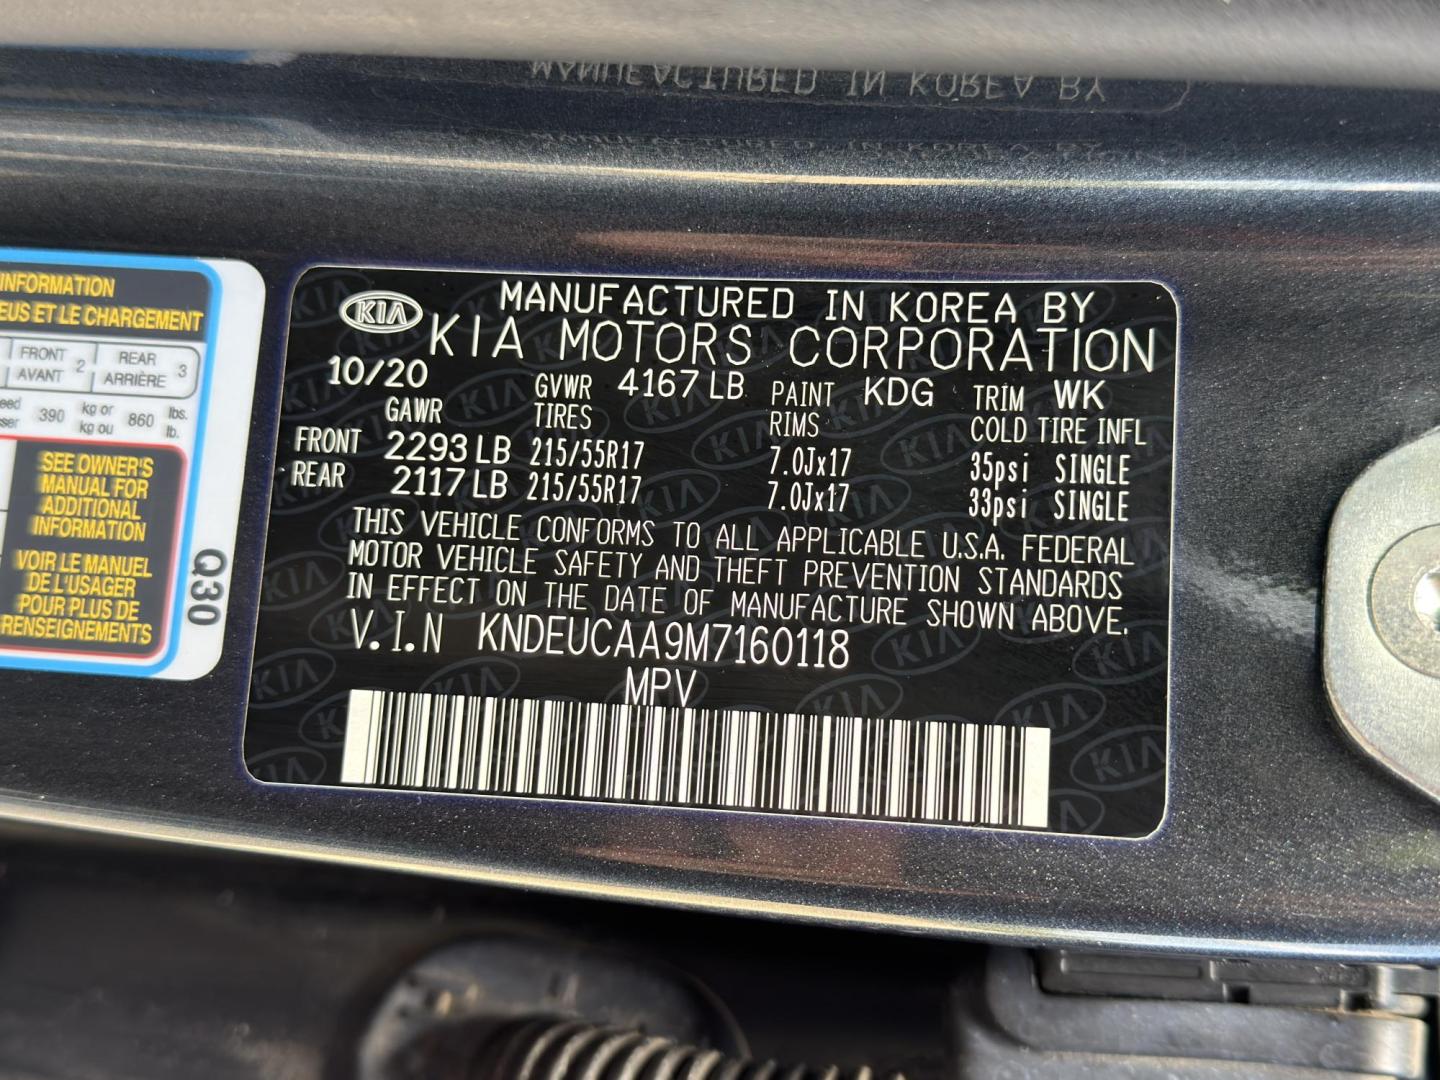 MANUFACTURED IN KOREA BY
INFORMATION
EUS ET LE CHARGEMENT
FRONT AVANT 2 REAR ARRIÈRE 3
390 kg or kg ou 860 lbs. lb.
SEE OWNER'S
MANUAL FOR
ADDITIONAL
INFORMATION
VOIR LE MANUEL
DE L'USAGER
POUR PLUS DE
RENSEIGNEMENTS
Q30
KIA MANUFACTURED IN KOREA BY
KIA MOTORS CORPORATION
10/20 GVWR 4167 LB PAINT KDG TRIM WK
GAWR TIRES RIMS COLD TIRE INFL
FRONT 2293 LB 215/55R17 7.0Jx17 35psi SINGLE
REAR 2117 LB 215/55R17 7.0Jx17 33psi SINGLE
THIS VEHICLE CONFORMS TO ALL APPLICABLE U.S.A. FEDERAL
MOTOR VEHICLE SAFETY AND THEFT PREVENTION STANDARDS
IN EFFECT ON THE DATE OF MANUFACTURE SHOWN ABOVE.
V.I.N KNDEUCAA9M7160118
MPV